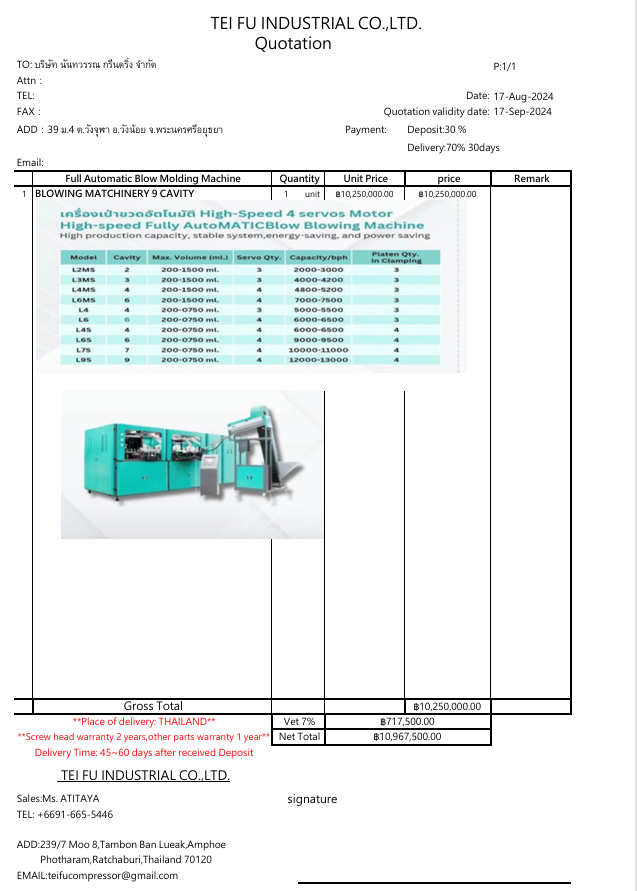 TEI FU INDUSTRIAL CO.,LTD.
Quotation
TO: บริษัท นันทวรรณ กรีนดริ้ง จำกัด
P:1/1
Attn :
TEL:
Date: 17-Aug-2024
FAX :
Quotation validity date: 17-Sep-2024
ADD : 39 ม.4 ต.วังจุฬา อ.วังน้อย จ.พระนครศรีอยุธยา
Payment: Deposit:30 %
Delivery:70% 30days
Email:
Full Automatic Blow Molding Machine Quantity Unit Price price Remark
1 BLOWING MATCHINERY 9 CAVITY 1 unit ฿10,250,000.00 ฿10,250,000.00
เครื่องเป่าขวดอัตโนมัติ High-Speed 4 servos Motor
High-speed Fully AutoMATICBlow Blowing Machine
High production capacity, stable system,energy-saving, and power saving
Model Cavity Max. Volume (mL) Servo Qty. Capacity/bph Platen Qty. in Clamping
L2MS 2 200-1500 mL 3 2000-3000 3
L3MS 3 200-1500 mL 3 4000-4200 3
L4MS 4 200-1500 mL 4 4800-5200 3
L6MS 6 200-1500 mL 4 7000-7500 3
L4 4 200-0750 mL 3 5000-5500 3
L6 6 200-0750 mL 4 6000-6500 3
L4S 4 200-0750 mL 4 6000-6500 4
L6S 6 200-0750 mL 4 9000-9500 4
L7S 7 200-0750 mL 4 10000-11000 4
L9S 9 200-0750 mL 4 12000-13000 4
Gross Total ฿10,250,000.00
**Place of delivery: THAILAND** Vet 7% ฿717,500.00
**Screw head warranty 2 years,other parts warranty 1 year** Net Total ฿10,967,500.00
Delivery Time: 45~60 days after received Deposit
TEI FU INDUSTRIAL CO.,LTD.
Sales:Ms. ATITAYA
signature
TEL: +6691-665-5446
ADD:239/7 Moo 8,Tambon Ban Lueak,Amphoe
Photharam,Ratchaburi,Thailand 70120
EMAIL:teifucompressor@gmail.com